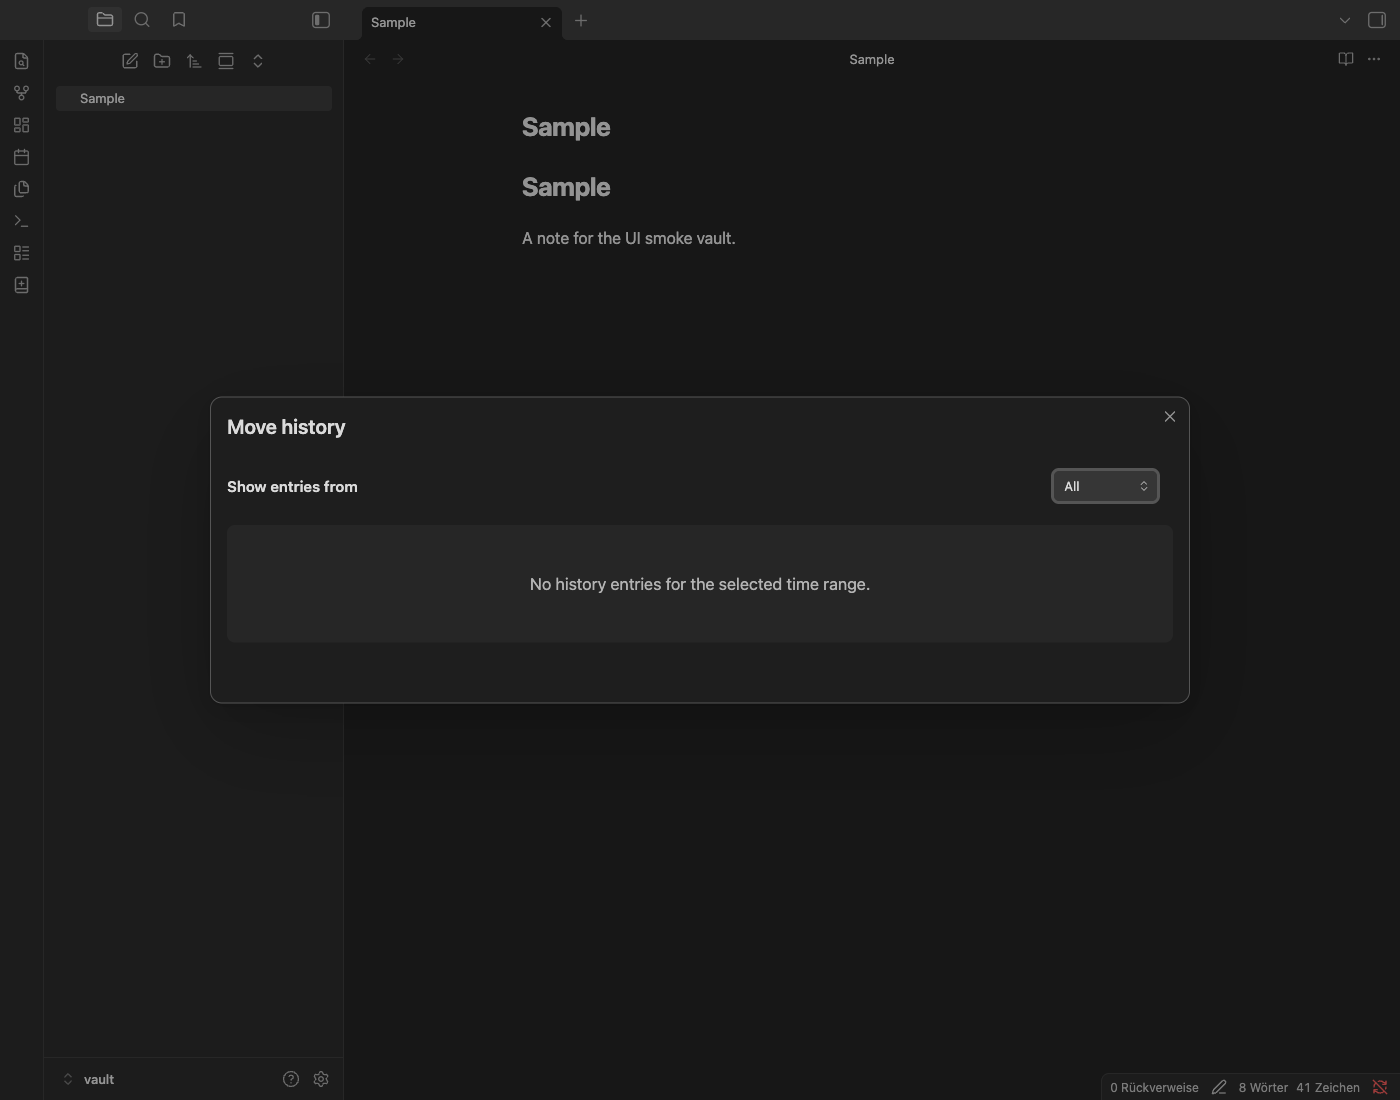 Sample
Sample
Sample
Sample
Sample
A note for the UI smoke vault.
Move history
Show entries from
All
No history entries for the selected time range.
vault
0 Rückverweise
8 Wörter
41 Zeichen